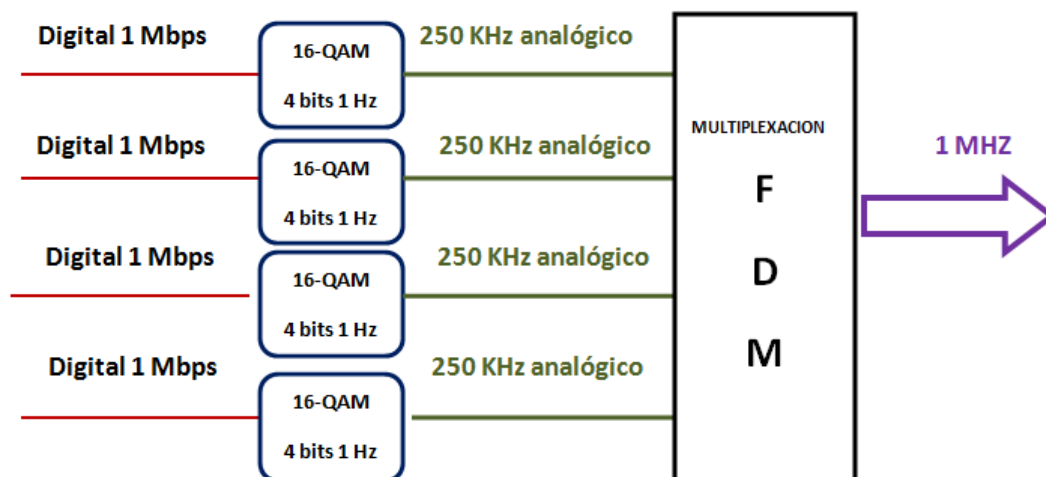 Digital 1 Mbps
16-QAM
4 bits 1 Hz
250 KHz analógico
Digital 1 Mbps
16-QAM
4 bits 1 Hz
250 KHz analógico
Digital 1 Mbps
16-QAM
4 bits 1 Hz
250 KHz analógico
Digital 1 Mbps
16-QAM
4 bits 1 Hz
250 KHz analógico
MULTIPLEXACION
F
D
M
1 MHZ